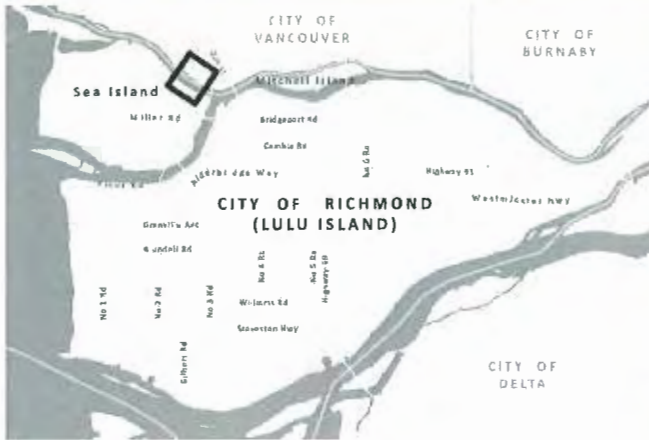 CITY OF
VANCOUVER
CITY OF
BURNABY
Sea Island
Mitchell Island
Miller Rd
Bridgeport Rd
Cambie Rd
No 6 Rd
Highway 91
Alderbridge Way
Westminster Hwy
CITY OF RICHMOND
(LULU ISLAND)
Granville Ave
Blundell Rd
No 1 Rd
No 2 Rd
No 3 Rd
No 4 Rd
No 5 Rd
Highway 99
Williams Rd
Steveston Hwy
Gilbert Rd
CITY OF
DELTA